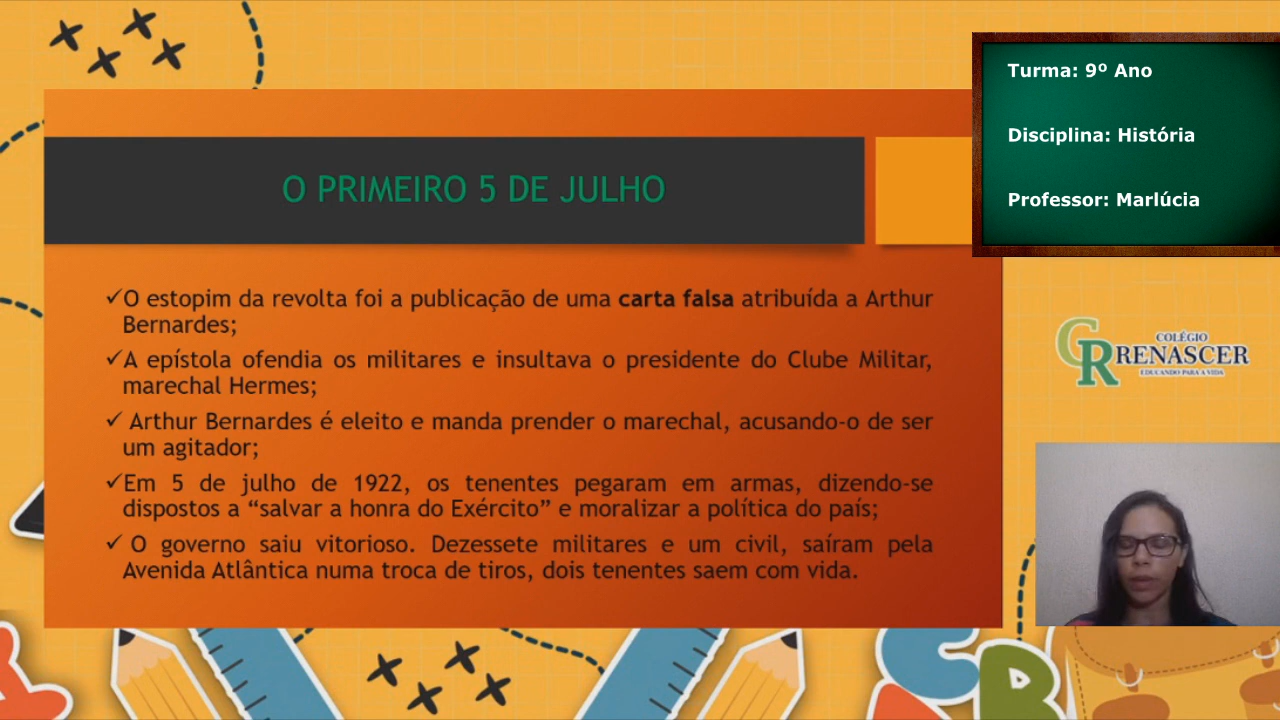 Turma: 9º Ano
Disciplina: História
Professor: Marlúcia
O PRIMEIRO 5 DE JULHO
✓O estopim da revolta foi a publicação de uma carta falsa atribuída a Arthur
Bernardes;
✓A epístola ofendia os militares e insultava o presidente do Clube Militar,
marechal Hermes;
✓ Arthur Bernardes é eleito e manda prender o marechal, acusando-o de ser
um agitador;
✓Em 5 de julho de 1922, os tenentes pegaram em armas, dizendo-se
dispostos a “salvar a honra do Exército” e moralizar a política do país;
✓ O governo saiu vitorioso. Dezessete militares e um civil, saíram pela
Avenida Atlântica numa troca de tiros, dois tenentes saem com vida.
CR
COLÉGIO
RENASCER
EDUCANDO PARA A VIDA